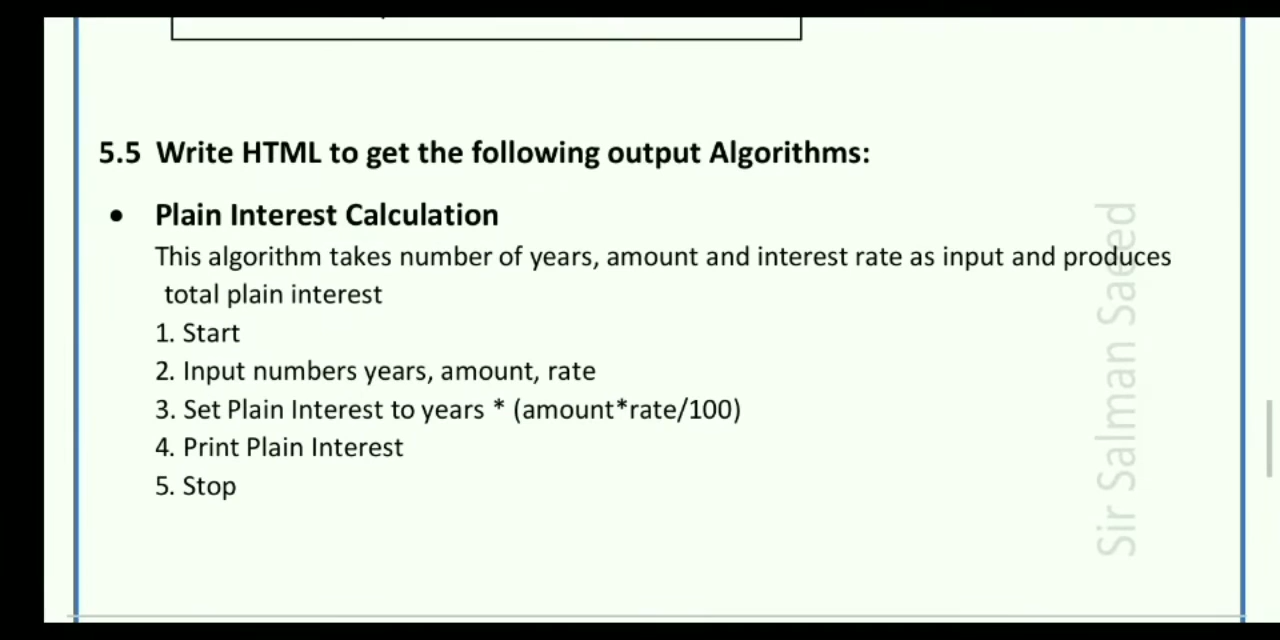 5.5 Write HTML to get the following output Algorithms:
• Plain Interest Calculation
This algorithm takes number of years, amount and interest rate as input and produces
total plain interest
1. Start
2. Input numbers years, amount, rate
3. Set Plain Interest to years * (amount*rate/100)
4. Print Plain Interest
5. Stop
Sir Salman Saeed